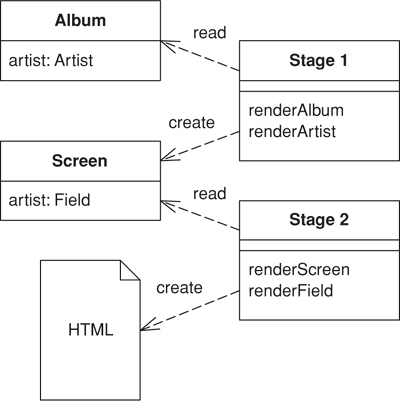 Album
artist: Artist
read
Stage 1
renderAlbum
renderArtist
create
Screen
artist: Field
read
Stage 2
renderScreen
renderField
create
HTML